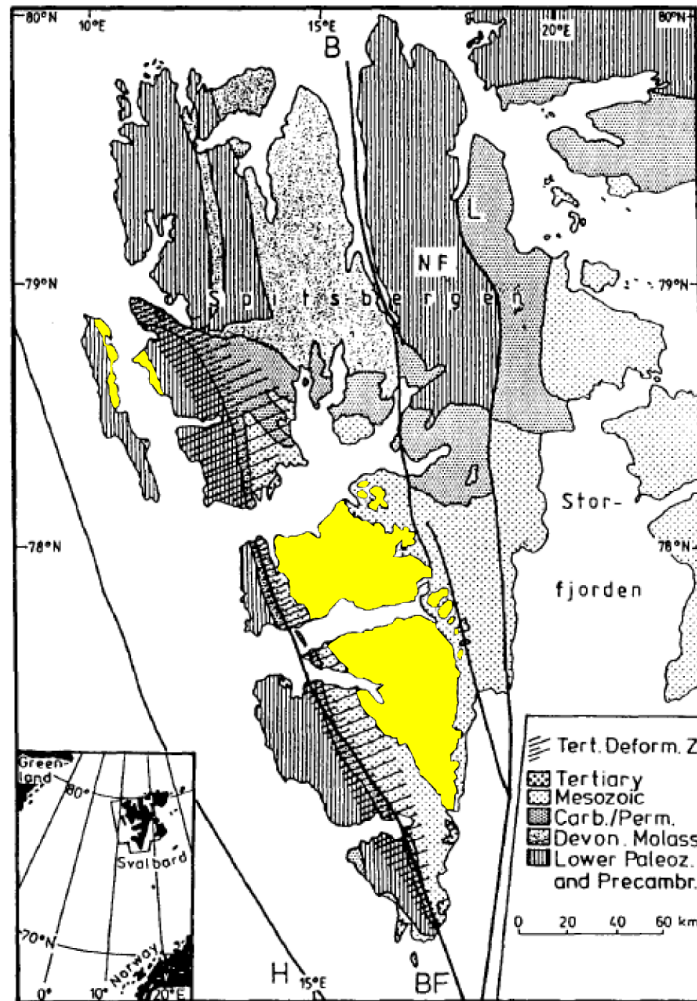 80°N 10°E 15°E 20°E 80°N
B
L
NF
79°N 79°N
Spitsbergen
Stor-
78°N 78°N
fjorden
Tert. Deform. Z
Tertiary
Mesozoic
Carb./Perm.
Devon. Molass
Lower Paleoz.
and Precambr.
0 20 40 60 km
Green-
land
80°
Svalbard
70°N
Norway
0° 10° 20°E
H 15°E BF